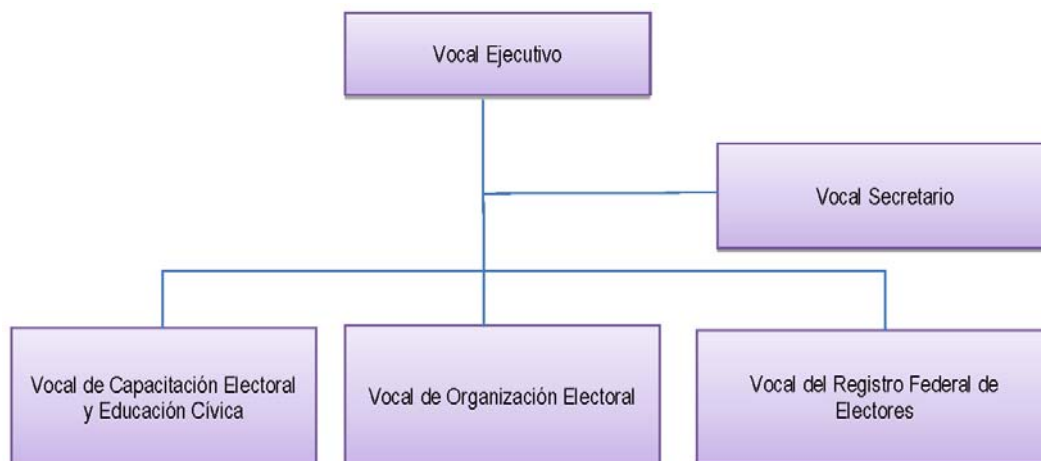 Vocal Ejecutivo
Vocal Secretario
Vocal de Capacitación Electoral
y Educación Cívica
Vocal de Organización Electoral
Vocal del Registro Federal de
Electores